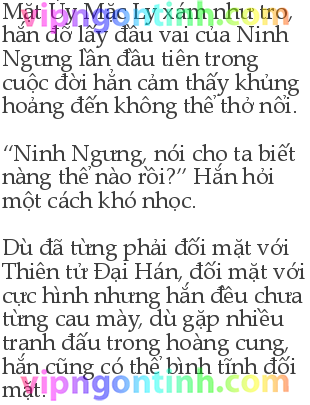 Mặt Úy Mặc Ly xám như tro,
hắn đỡ lấy đầu vai của Ninh
Ngưng lần đầu tiên trong
cuộc đời hắn cảm thấy khủng
hoảng đến không thể thở nổi.
“Ninh Ngưng, nói cho ta biết
nàng thế nào rồi?” Hắn hỏi
một cách khó nhọc.
Dù đã từng phải đối mặt với
Thiên tử Đại Hán, đối mặt với
cực hình nhưng hắn đều chưa
từng cau mày, dù gặp nhiều
tranh đấu trong hoàng cung,
hắn cũng có thể bình tĩnh đối
mặt.
vipngontinh.com
vipngontinh.com
vipngontinh.com